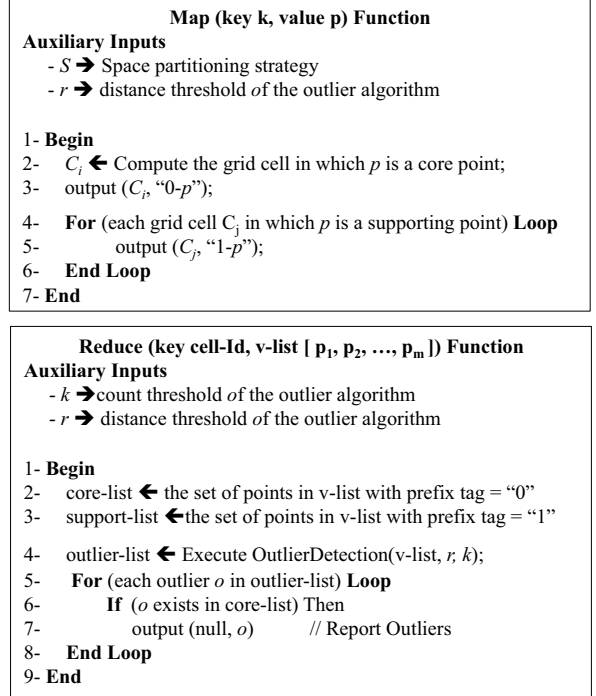 Map (key k, value p) Function
Auxiliary Inputs
- S ➔ Space partitioning strategy
- r ➔ distance threshold of the outlier algorithm
1- Begin
2- Ci 🡸 Compute the grid cell in which p is a core point;
3- output (Ci, “0-p”);
4- For (each grid cell Cj in which p is a supporting point) Loop
5- output (Cj, “1-p”);
6- End Loop
7- End
Reduce (key cell-Id, v-list [ p1, p2, …, pm ]) Function
Auxiliary Inputs
- k ➔count threshold of the outlier algorithm
- r ➔ distance threshold of the outlier algorithm
1- Begin
2- core-list 🡸 the set of points in v-list with prefix tag = “0”
3- support-list 🡸the set of points in v-list with prefix tag = “1”
4- outlier-list 🡸 Execute OutlierDetection(v-list, r, k);
5- For (each outlier o in outlier-list) Loop
6- If (o exists in core-list) Then
7- output (null, o) // Report Outliers
8- End Loop
9- End